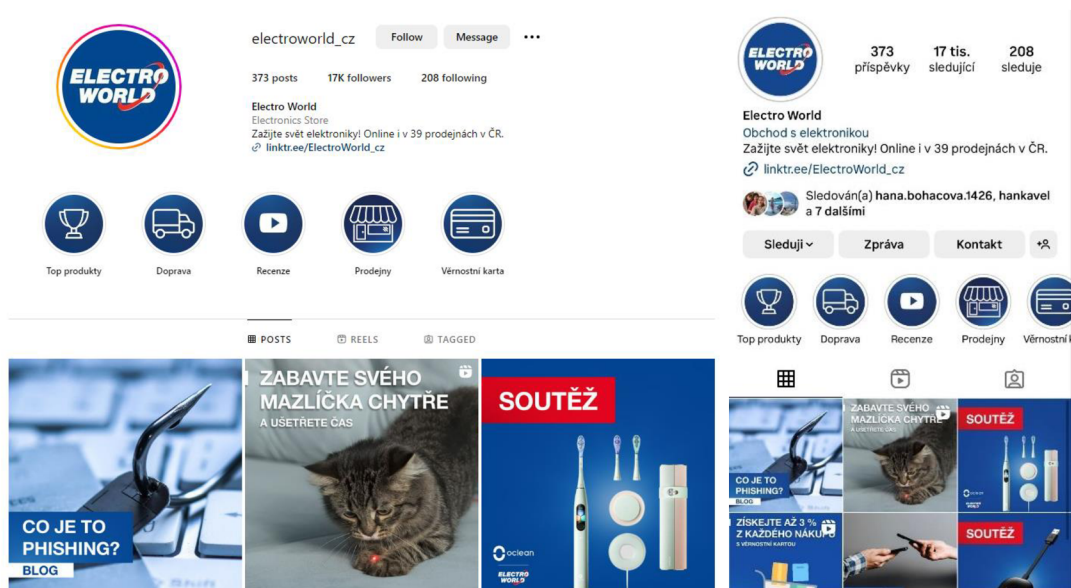 electroworld_cz
Follow
Message
373 posts
17K followers
208 following
Electro World
Electronics Store
Zažijte svět elektroniky! Online i v 39 prodejnách v ČR.
linktr.ee/ElectroWorld_cz
ELECTRO
WORLD
Top produkty
Doprava
Recenze
Prodejny
Věrnostní karta
POSTS
REELS
TAGGED
CO JE TO
PHISHING?
BLOG
Shift
ZABAVTE SVÉHO
MAZLÍČKA CHYTŘE
A UŠETŘETE ČAS
SOUTĚŽ
oclean
ELECTRO
WORLD
ELECTRO
WORLD
373
příspěvky
17 tis.
sledující
208
sleduje
Electro World
Obchod s elektronikou
Zažijte svět elektroniky! Online i v 39 prodejnách v ČR.
linktr.ee/ElectroWorld_cz
Sledován(a) hana.bohacova.1426, hankavel
a 7 dalšími
Sleduji
Zpráva
Kontakt
Top produkty
Doprava
Recenze
Prodejny
Věrnostní
CO JE TO
PHISHING?
BLOG
ZABAVTE SVÉHO
MAZLÍČKA CHYTŘE
A UŠETŘETE ČAS
SOUTĚŽ
oclean
ELECTRO
WORLD
ZÍSKEJTE AŽ 3 %
Z KAŽDÉHO NÁKUPU
S VĚRNOSTNÍ KARTOU
SOUTĚŽ